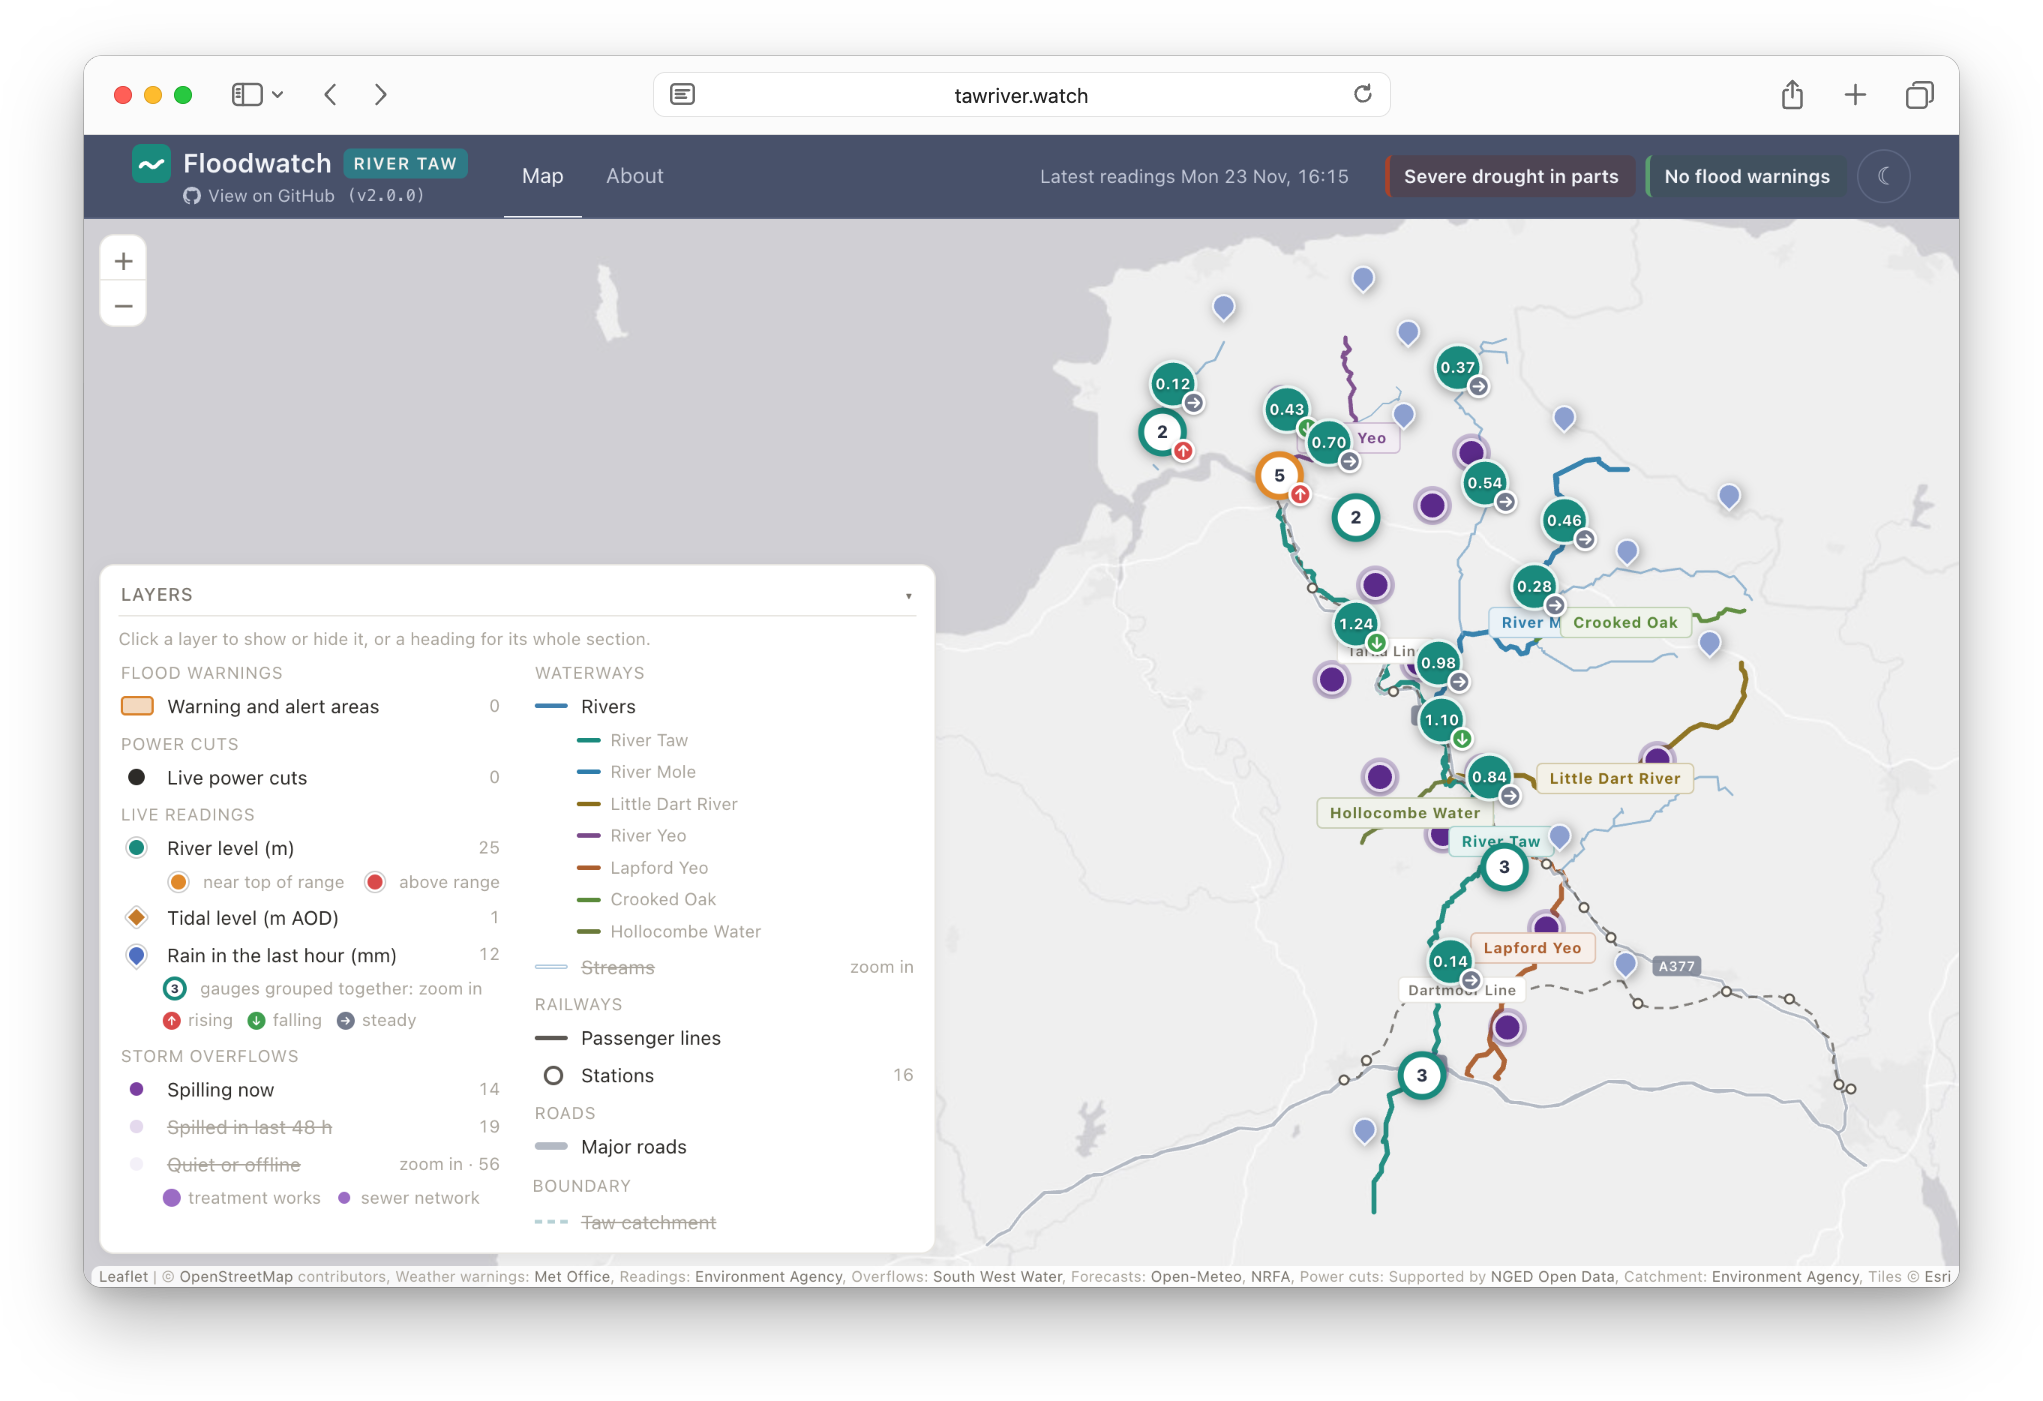 tawriver.watch
Floodwatch RIVER TAW
View on GitHub (v2.0.0)
Map About
Latest readings Mon 23 Nov, 16:15
Severe drought in parts
No flood warnings
+
−
LAYERS
Click a layer to show or hide it, or a heading for its whole section.
FLOOD WARNINGS
Warning and alert areas 0
POWER CUTS
Live power cuts 0
LIVE READINGS
River level (m) 25
near top of range above range
Tidal level (m AOD) 1
Rain in the last hour (mm) 12
3 gauges grouped together: zoom in
rising falling steady
STORM OVERFLOWS
Spilling now 14
Spilled in last 48 h 19
Quiet or offline zoom in · 56
treatment works sewer network
WATERWAYS
Rivers
River Taw
River Mole
Little Dart River
River Yeo
Lapford Yeo
Crooked Oak
Hollocombe Water
Streams zoom in
RAILWAYS
Passenger lines
Stations 16
ROADS
Major roads
BOUNDARY
Taw catchment
0.37
0.12
0.43
2
0.70 Yeo
5
0.54
2
0.46
0.28
River M Crooked Oak
1.24
0.98
1.10
0.84
Little Dart River
Hollocombe Water
River Taw
3
Lapford Yeo
0.14
A377
Dartmoor Line
3
Leaflet | © OpenStreetMap contributors, Weather warnings: Met Office, Readings: Environment Agency, Overflows: South West Water, Forecasts: Open-Meteo, NRFA, Power cuts: Supported by NGED Open Data, Catchment: Environment Agency, Tiles © Esri